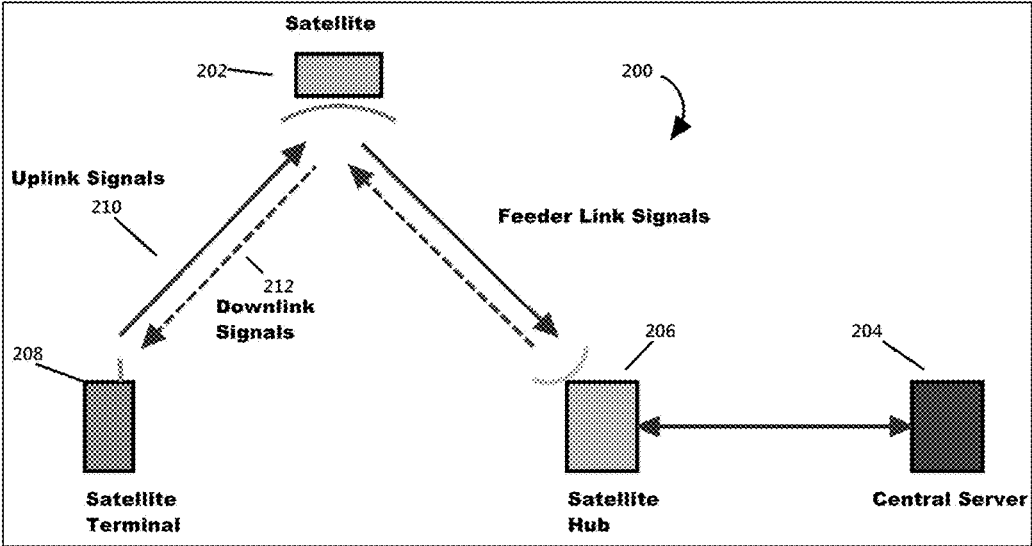 Satellite
202
200
Uplink Signals
210
Feeder Link Signals
212
Downlink
Signals
208
206
204
Satellite
Terminal
Satellite
Hub
Central Server